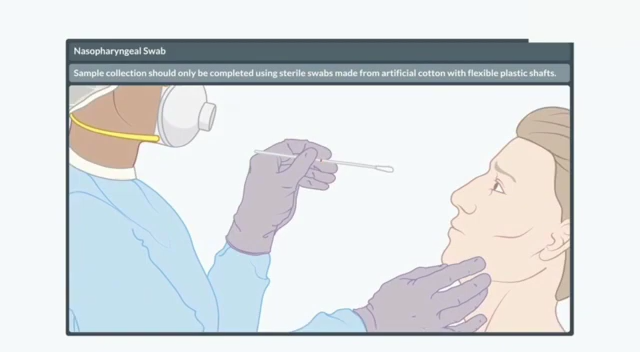 Nasopharyngeal Swab
Sample collection should only be completed using sterile swabs made from artificial cotton with flexible plastic shafts.